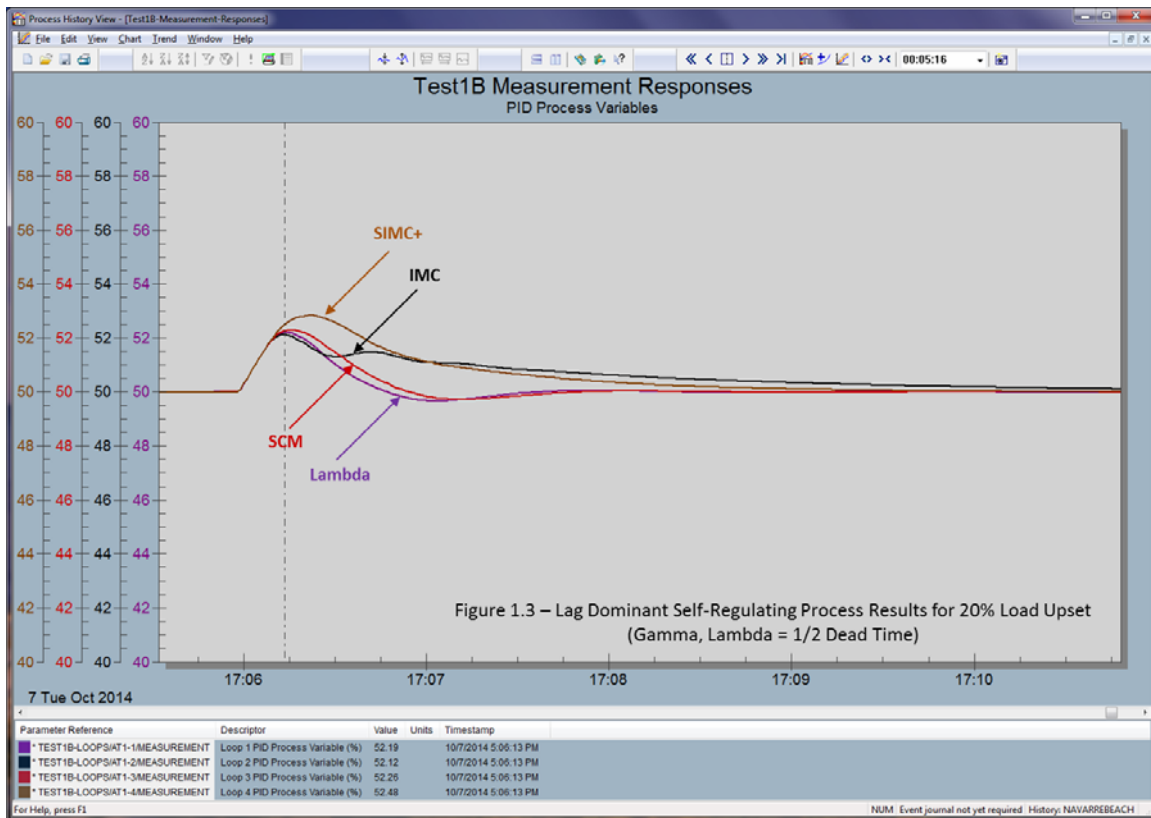 Process History View - [Test1B-Measurement-Responses]
File Edit View Chart Trend Window Help
00:05:16
Test1B Measurement Responses
PID Process Variables
60 60 60 60
58 58 58 58
56 56 56 56
54 54 54 54
52 52 52 52
50 50 50 50
48 48 48 48
46 46 46 46
44 44 44 44
42 42 42 42
40 40 40 40
SIMC+
IMC
SCM
Lambda
Figure 1.3 – Lag Dominant Self-Regulating Process Results for 20% Load Upset
(Gamma, Lambda = 1/2 Dead Time)
17:06 17:07 17:08 17:09 17:10
7 Tue Oct 2014
Parameter Reference Descriptor Value Units Timestamp
* TEST1B-LOOPS/AT1-1/MEASUREMENT Loop 1 PID Process Variable (%) 52.19 10/7/2014 5:06:13 PM
* TEST1B-LOOPS/AT1-2/MEASUREMENT Loop 2 PID Process Variable (%) 52.12 10/7/2014 5:06:13 PM
* TEST1B-LOOPS/AT1-3/MEASUREMENT Loop 3 PID Process Variable (%) 52.26 10/7/2014 5:06:13 PM
* TEST1B-LOOPS/AT1-4/MEASUREMENT Loop 4 PID Process Variable (%) 52.48 10/7/2014 5:06:13 PM
For Help, press F1 NUM Event journal not yet required History: NAVARREBEACH